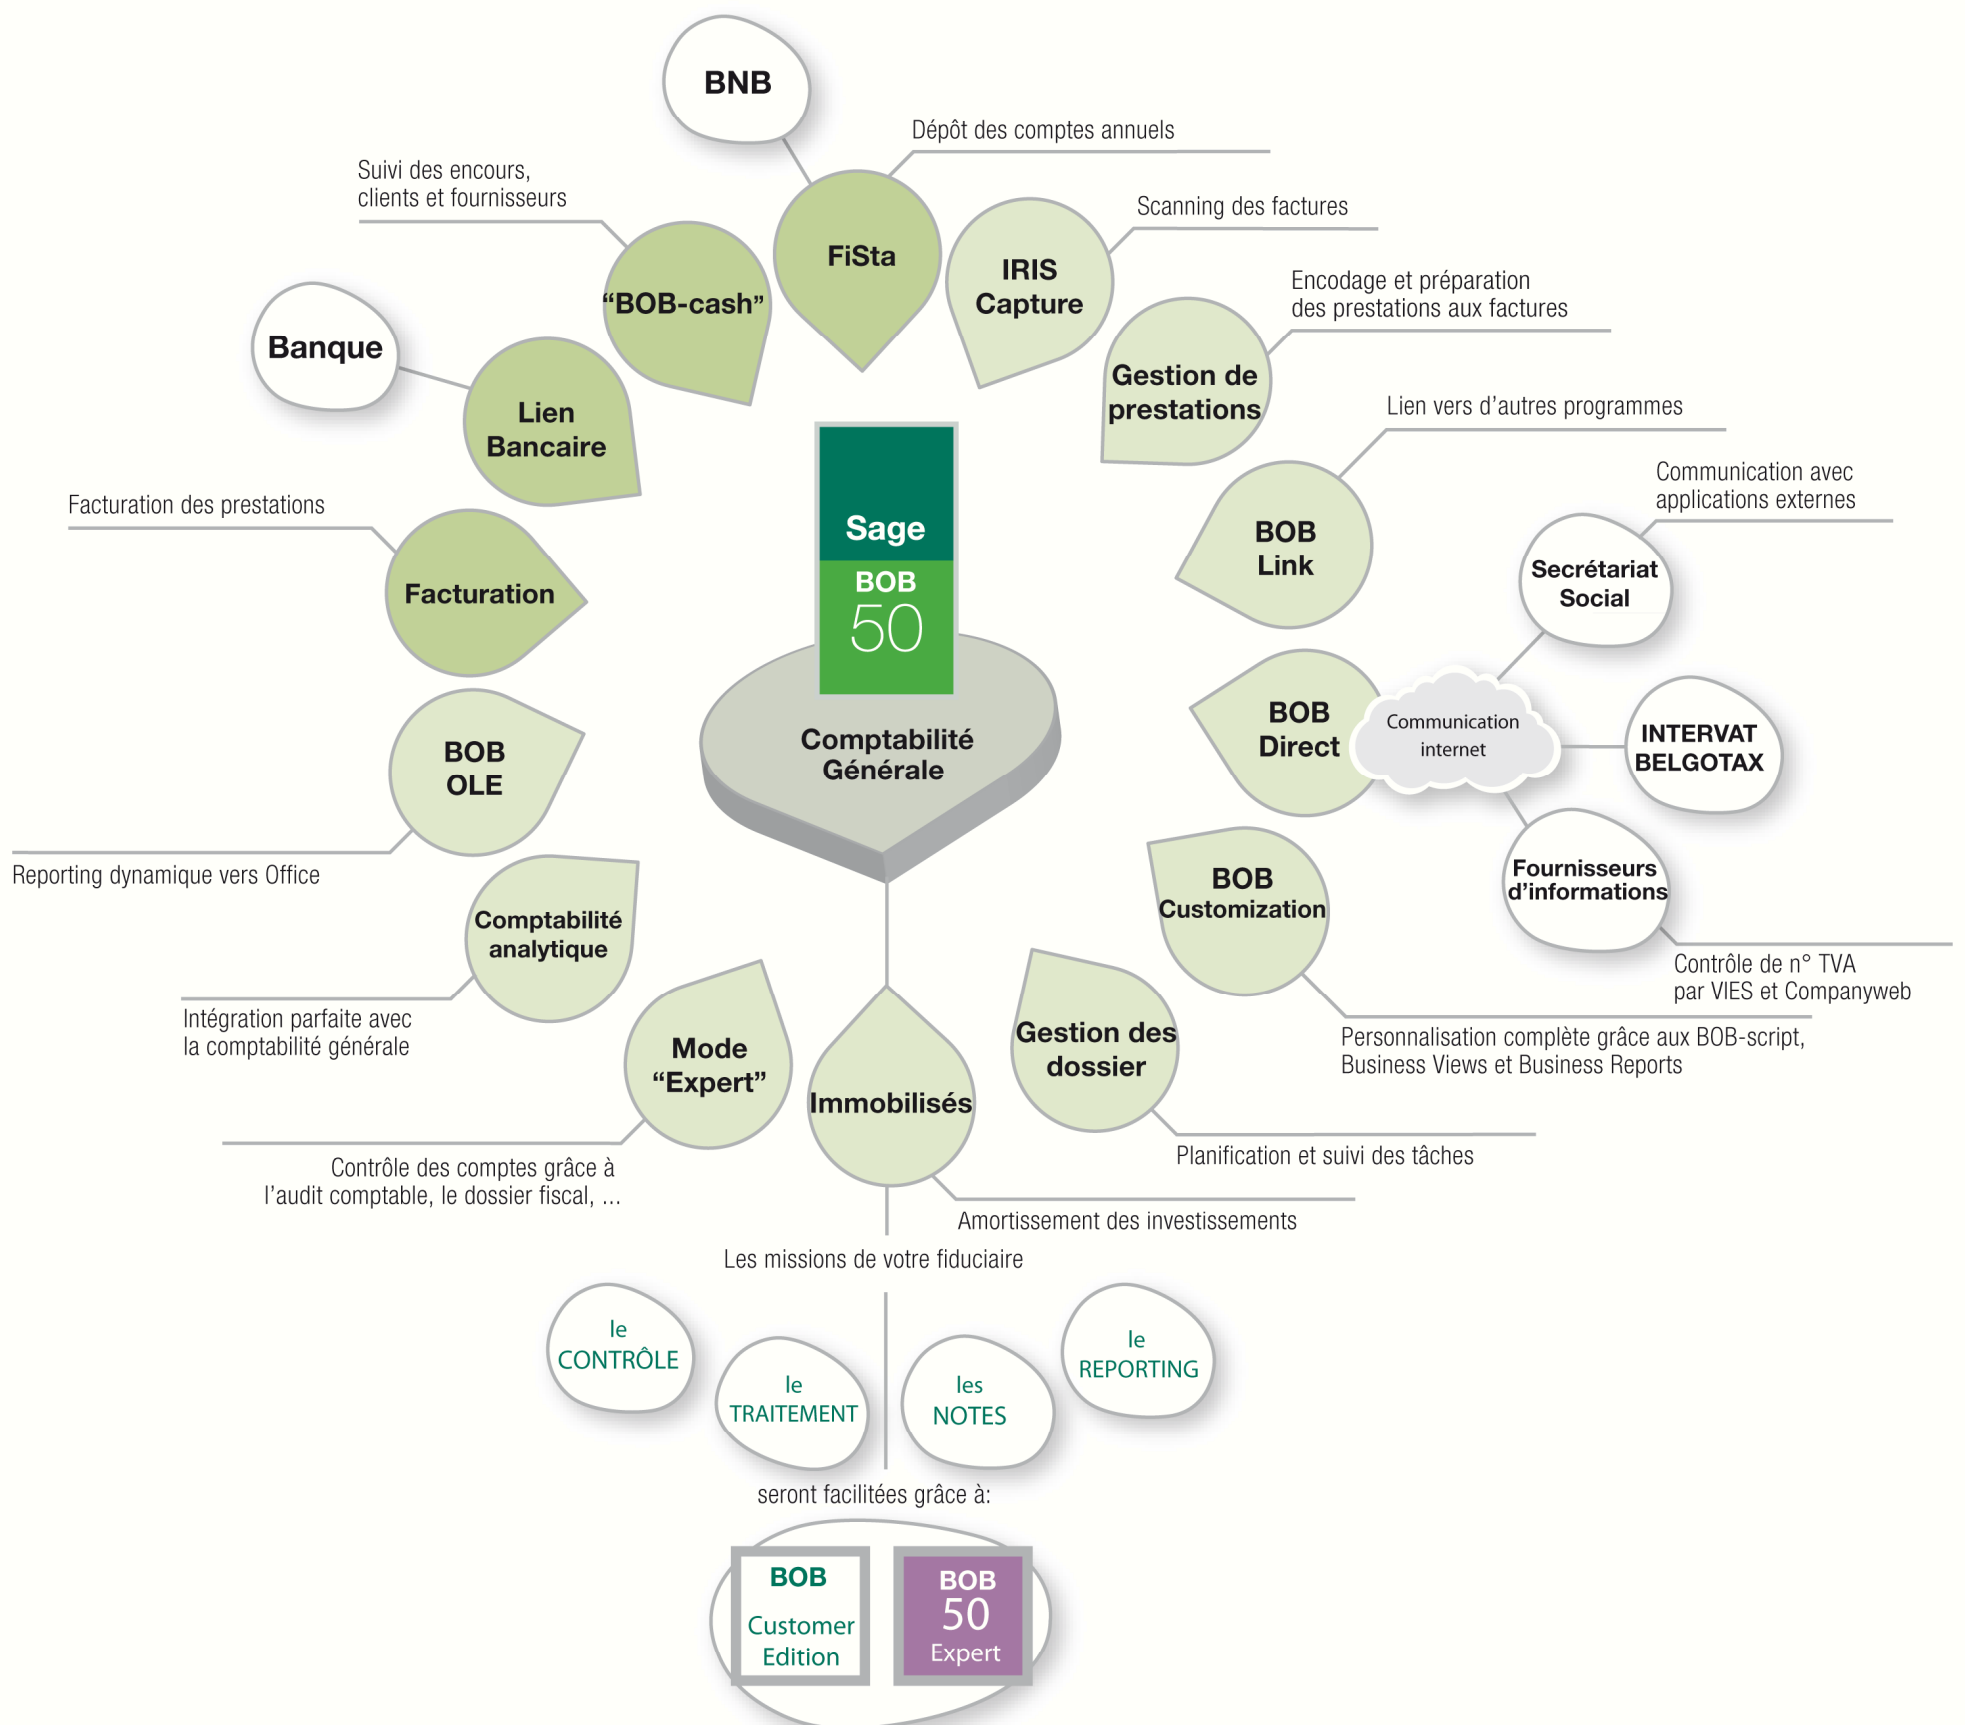 BNB
Dépôt des comptes annuels
Suivi des encours,
clients et fournisseurs
Scanning des factures
FiSta
IRIS
Capture
“BOB-cash”
Encodage et préparation
des prestations aux factures
Banque
Gestion de
prestations
Lien
Bancaire
Lien vers d’autres programmes
Communication avec
applications externes
Facturation des prestations
Sage
BOB
50
BOB
Link
Secrétariat
Social
Facturation
BOB
Direct
Communication
internet
INTERVAT
BELGOTAX
BOB
OLE
Comptabilité
Générale
Reporting dynamique vers Office
BOB
Customization
Fournisseurs
d’informations
Comptabilité
analytique
Contrôle de n° TVA
par VIES et Companyweb
Intégration parfaite avec
la comptabilité générale
Personnalisation complète grâce aux BOB-script,
Business Views et Business Reports
Mode
“Expert”
Immobilisés
Gestion des
dossier
Contrôle des comptes grâce à
l’audit comptable, le dossier fiscal, ...
Planification et suivi des tâches
Amortissement des investissements
Les missions de votre fiduciaire
le
CONTRÔLE
le
TRAITEMENT
les
NOTES
le
REPORTING
seront facilitées grâce à:
BOB
Customer
Edition
BOB
50
Expert